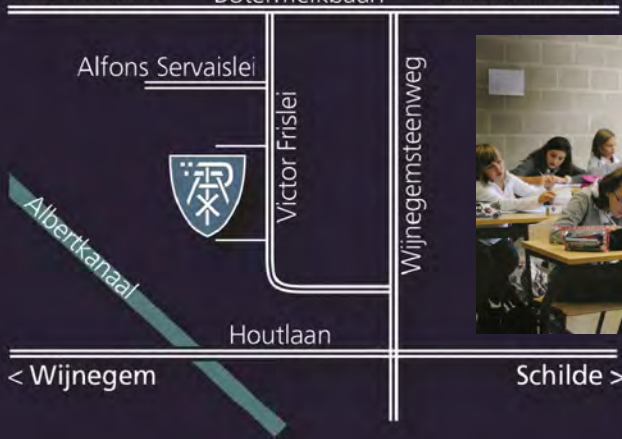 Alfons Servaislei
Victor Frislei
Wijnegemsteenweg
Albertkanaal
Houtlaan
< Wijnegem
Schilde >